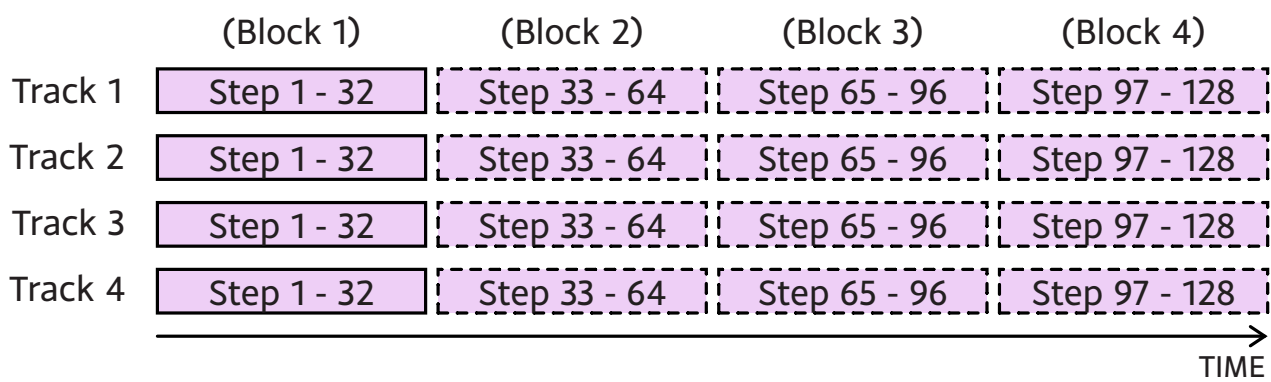 (Block 1) (Block 2) (Block 3) (Block 4)
Track 1 Step 1 - 32 Step 33 - 64 Step 65 - 96 Step 97 - 128
Track 2 Step 1 - 32 Step 33 - 64 Step 65 - 96 Step 97 - 128
Track 3 Step 1 - 32 Step 33 - 64 Step 65 - 96 Step 97 - 128
Track 4 Step 1 - 32 Step 33 - 64 Step 65 - 96 Step 97 - 128
TIME